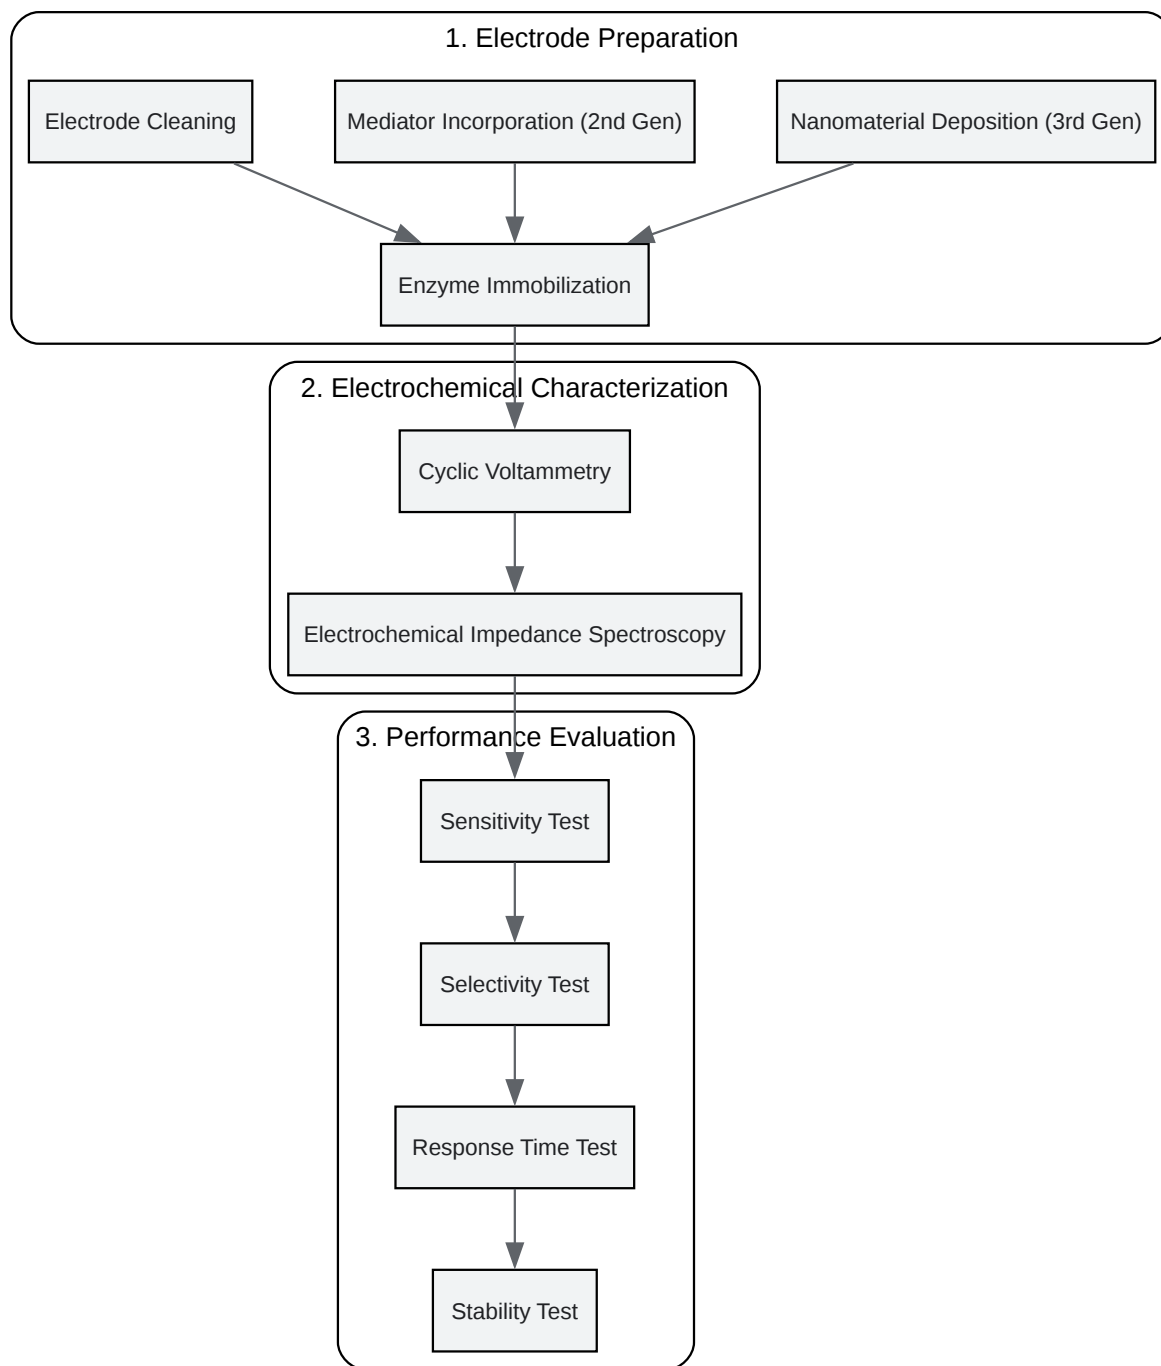 1. Electrode Preparation
Electrode Cleaning
Mediator Incorporation (2nd Gen)
Nanomaterial Deposition (3rd Gen)
Enzyme Immobilization
2. Electrochemical Characterization
Cyclic Voltammetry
Electrochemical Impedance Spectroscopy
3. Performance Evaluation
Sensitivity Test
Selectivity Test
Response Time Test
Stability Test